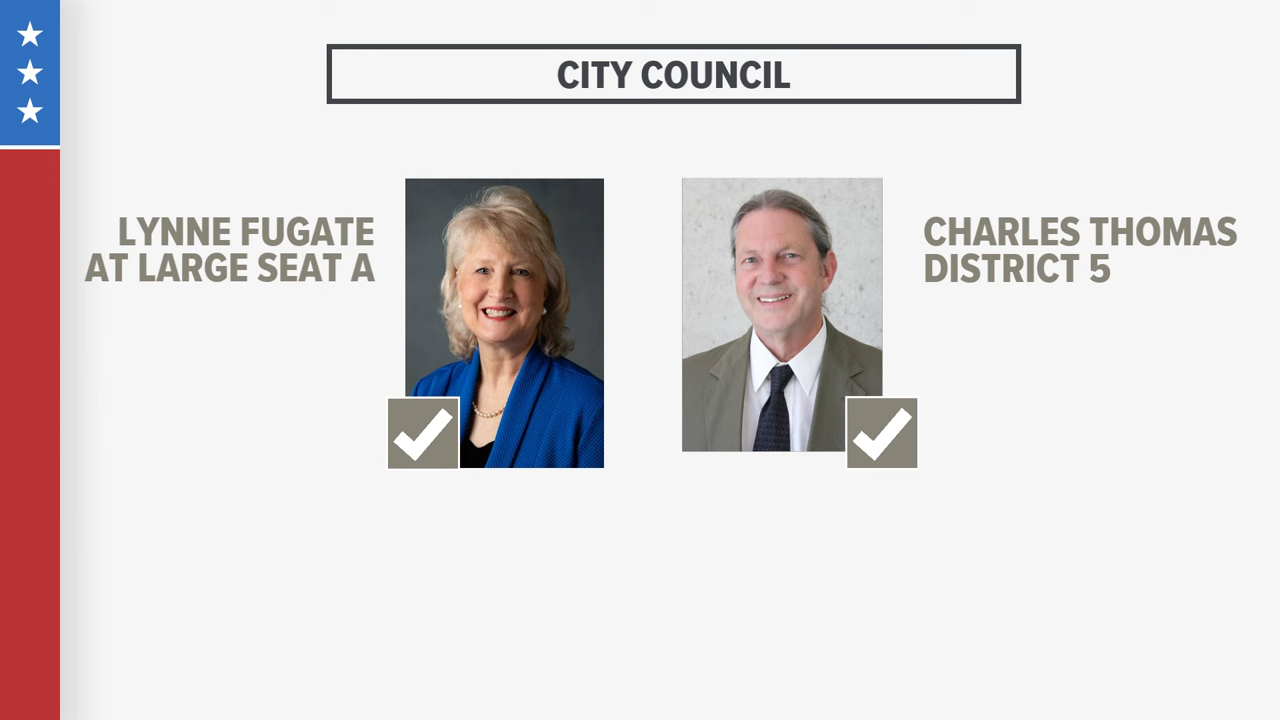 CITY COUNCIL
LYNNE FUGATE
AT LARGE SEAT A
CHARLES THOMAS
DISTRICT 5